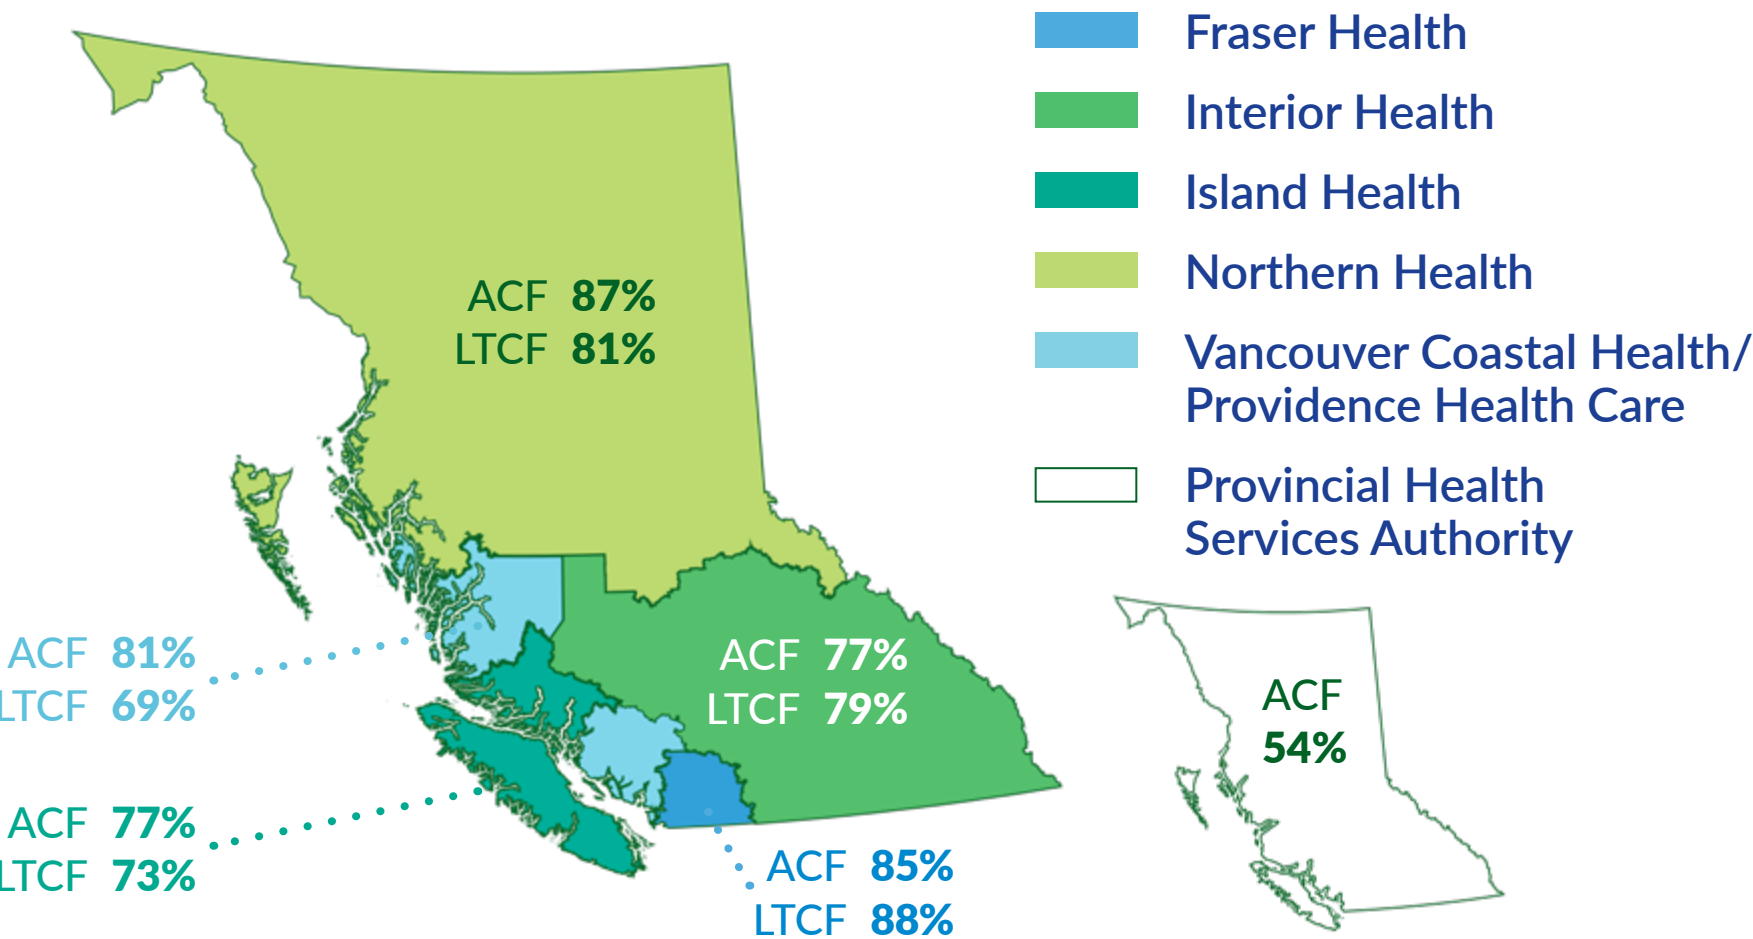 Fraser Health
Interior Health
Island Health
Northern Health
Vancouver Coastal Health/
Providence Health Care
Provincial Health
Services Authority
ACF 87%
LTCF 81%
ACF 81%
LTCF 69%
ACF 77%
LTCF 79%
ACF
54%
ACF 77%
LTCF 73%
ACF 85%
LTCF 88%